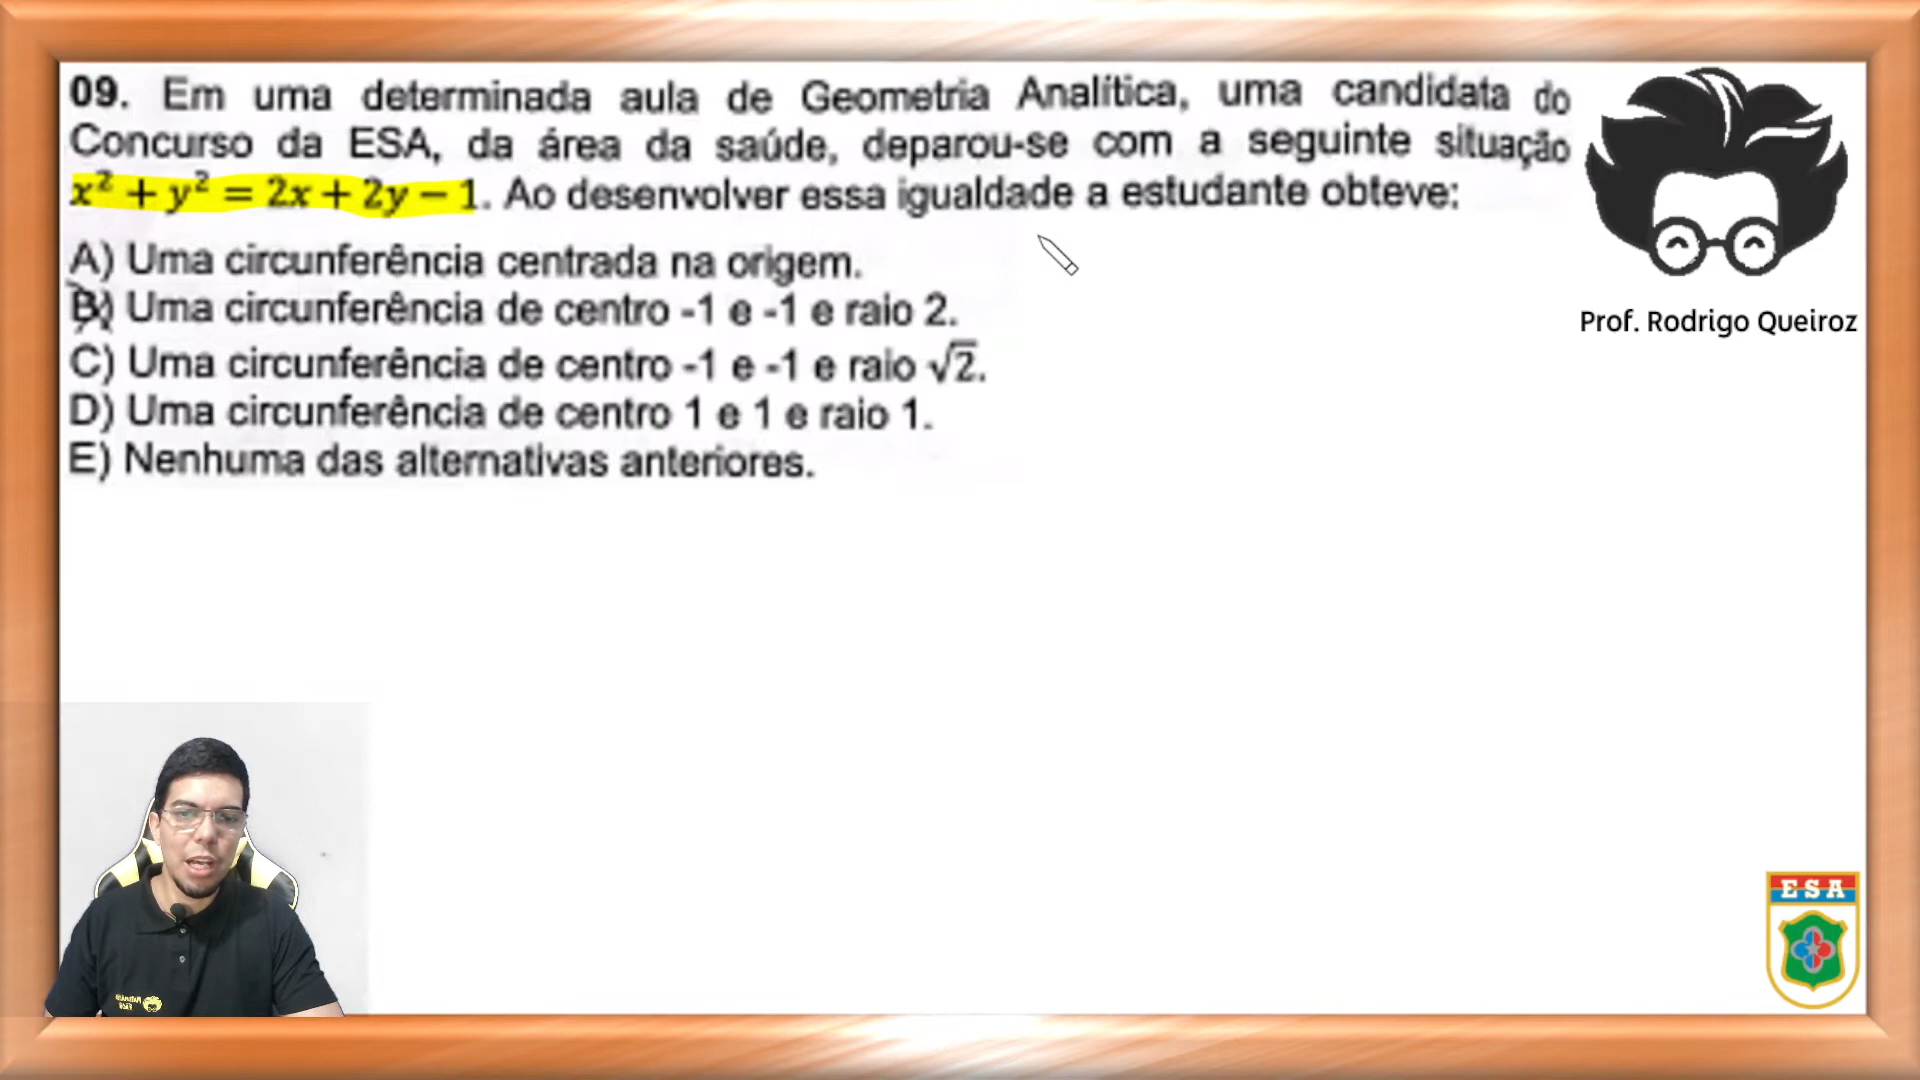 09. Em uma determinada aula de Geometria Analítica, uma candidata do
Concurso da ESA, da área da saúde, deparou-se com a seguinte situação
x² + y² = 2x + 2y − 1. Ao desenvolver essa igualdade a estudante obteve:
A) Uma circunferência centrada na origem.
B) Uma circunferência de centro -1 e -1 e raio 2.
C) Uma circunferência de centro -1 e -1 e raio √2.
D) Uma circunferência de centro 1 e 1 e raio 1.
E) Nenhuma das alternativas anteriores.
Prof. Rodrigo Queiroz
ESA